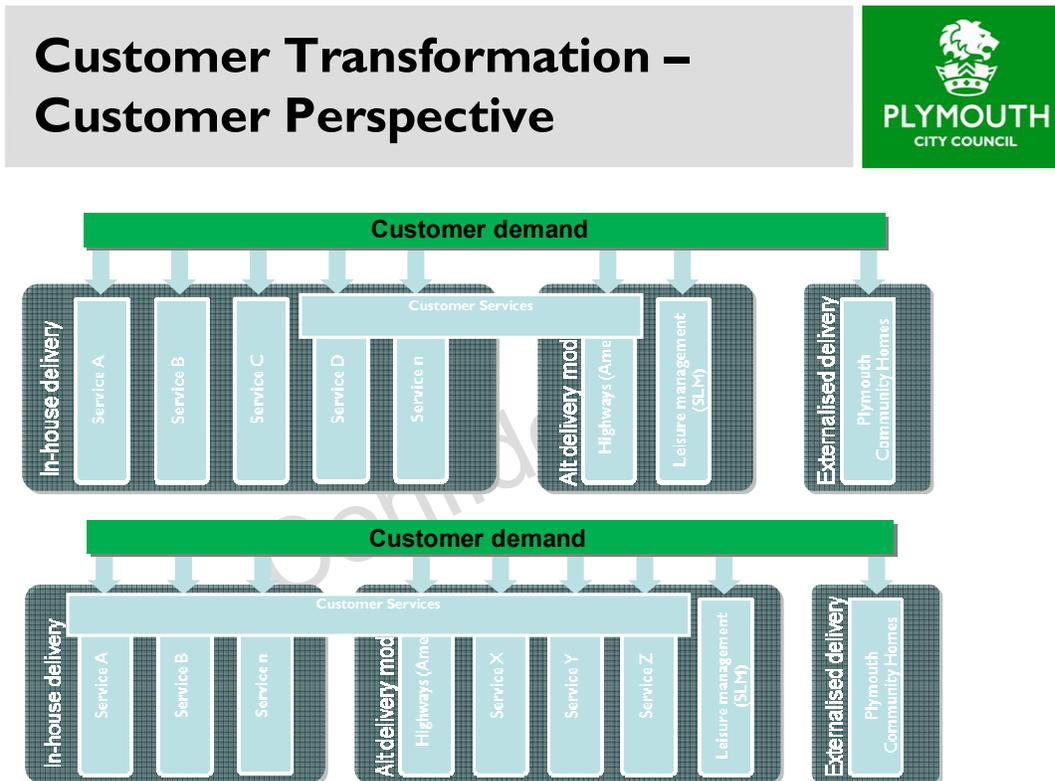 Customer Transformation –
Customer Perspective
PLYMOUTH
CITY COUNCIL
Customer demand
Customer Services
In-house delivery
Service A
Service B
Service C
Service D
Service n
Alt delivery mod
Highways (Ame
Leisure management
(SLM)
Externalised delivery
Plymouth
Community Homes
Customer demand
Customer Services
In-house delivery
Service A
Service B
Service n
Alt delivery mod
Highways (Ame
Service X
Service Y
Service Z
Leisure management
(SLM)
Externalised delivery
Plymouth
Community Homes